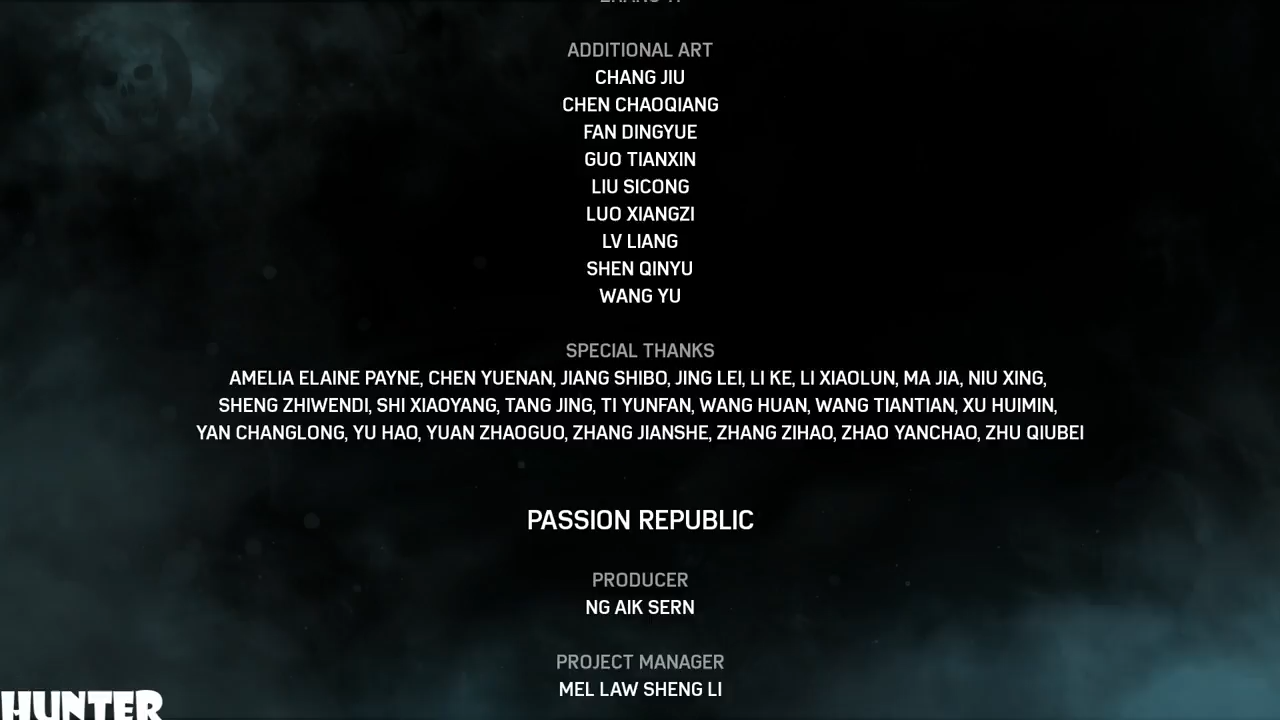 ADDITIONAL ART
CHANG JIU
CHEN CHAOQIANG
FAN DINGYUE
GUO TIANXIN
LIU SICONG
LUO XIANGZI
LV LIANG
SHEN QINYU
WANG YU
SPECIAL THANKS
AMELIA ELAINE PAYNE, CHEN YUENAN, JIANG SHIBO, JING LEI, LI KE, LI XIAOLUN, MA JIA, NIU XING,
SHENG ZHIWENDI, SHI XIAOYANG, TANG JING, TI YUNFAN, WANG HUAN, WANG TIANTIAN, XU HUIMIN,
YAN CHANGLONG, YU HAO, YUAN ZHAOGUO, ZHANG JIANSHE, ZHANG ZIHAO, ZHAO YANCHAO, ZHU QIUBEI
PASSION REPUBLIC
PRODUCER
NG AIK SERN
PROJECT MANAGER
MEL LAW SHENG LI
HUNTER